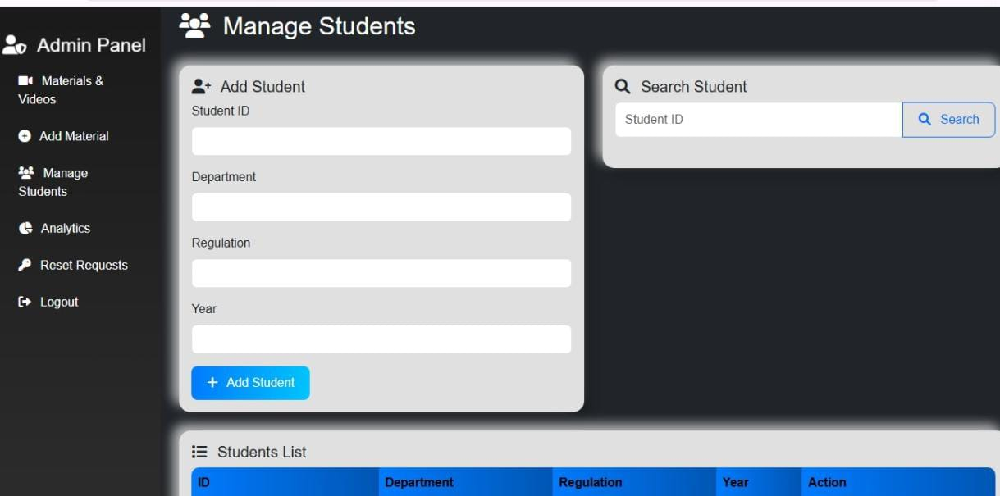 Admin Panel
Materials &
Videos
Add Material
Manage
Students
Analytics
Reset Requests
Logout
Manage Students
Add Student
Student ID
Department
Regulation
Year
+ Add Student
Search Student
Student ID
Search
Students List
ID Department Regulation Year Action